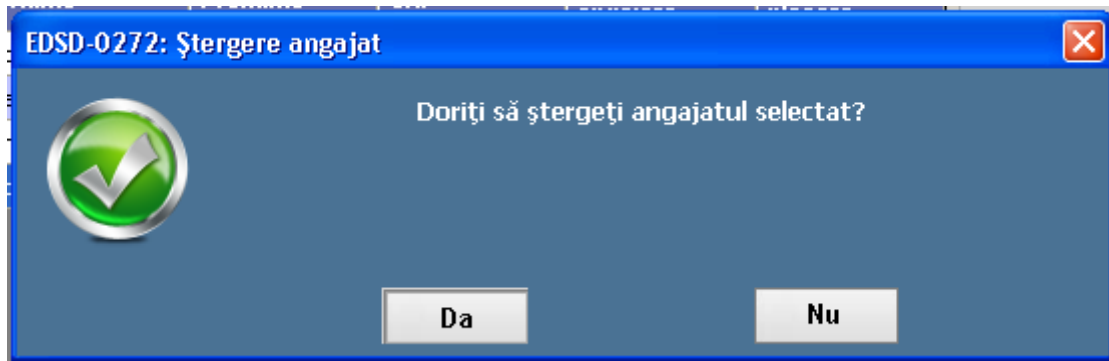 EDSD-0272: Ştergere angajat
Doriţi să ştergeţi angajatul selectat?
Da
Nu